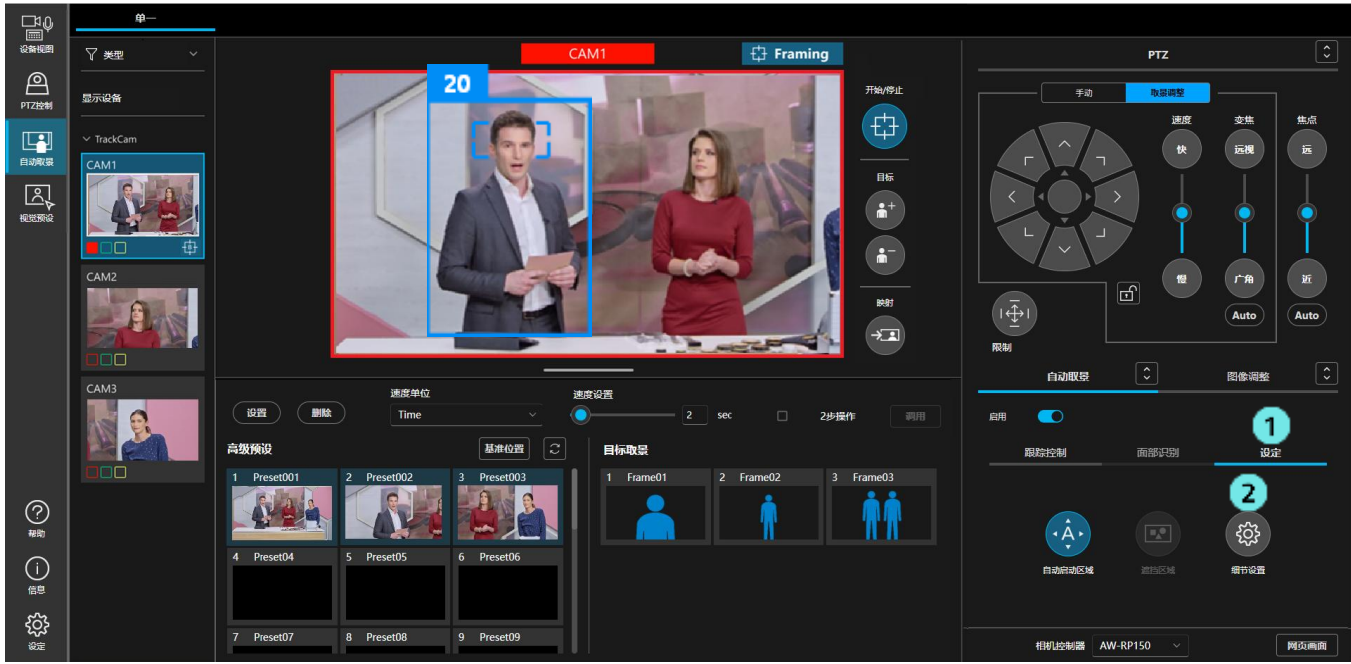 设备视图
PTZ控制
自动取景
视觉预设
帮助
信息
设定
单一
类型
显示设备
TrackCam
CAM1
CAM2
CAM3
CAM1
Framing
20
开始/停止
目标
映射
设置
删除
速度单位
Time
速度设置
2 sec
2步操作
调用
高级预设
基准位置
1 Preset001
2 Preset002
3 Preset003
4 Preset04
5 Preset05
6 Preset06
7 Preset07
8 Preset08
9 Preset09
目标取景
1 Frame01
2 Frame02
3 Frame03
PTZ
手动
取景调整
速度
变焦
焦点
快
远视
远
慢
广角
近
Auto
Auto
限制
自动取景
图像调整
启用
1
跟踪控制
面部识别
设定
2
A
自动启动区域
遮挡区域
细节设置
相机控制器
AW-RP150
网页画面